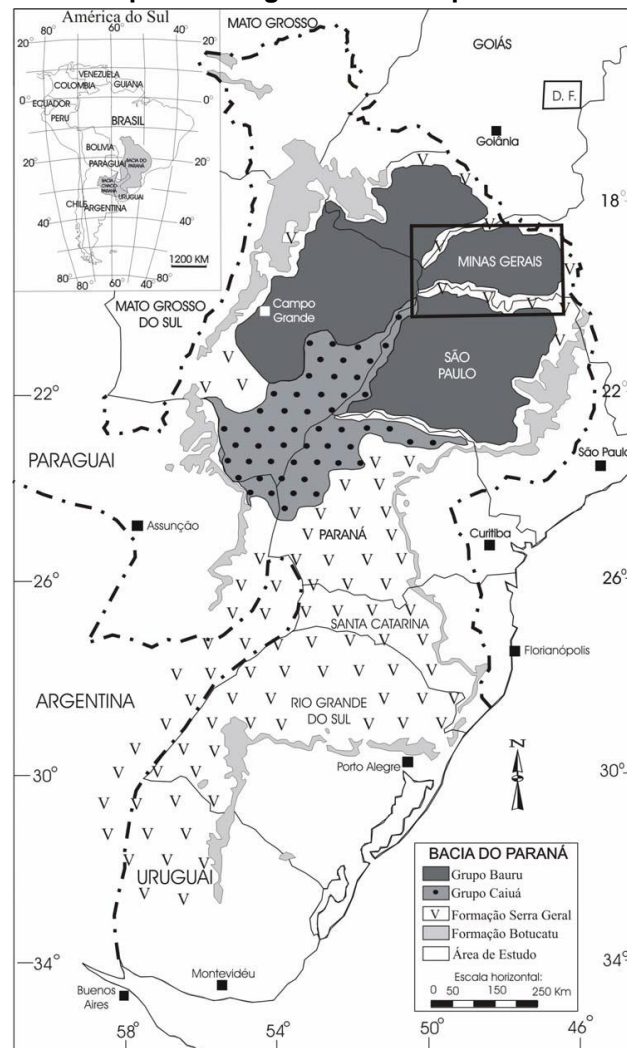 América do Sul
MATO GROSSO
GOIÁS
D. F.
Goiânia
20 20
VENEZUELA
COLOMBIA GUIANA
0 0
ECUADOR
PERU
BRASIL
BOLIVIA
20 20
PARAGUAI
BACIA DO
PARANÁ
BACIA
CHACO-
PARANÁ
URUGUAI
CHILE
ARGENTINA
40 40
80 60 40
80 60 40 20
1200 KM
18°
MINAS GERAIS
Campo
Grande
MATO GROSSO
DO SUL
SÃO
PAULO
22° 22°
PARAGUAI
São Paulo
Assunção
PARANÁ
Curitiba
26° 26°
SANTA CATARINA
Florianópolis
ARGENTINA
RIO GRANDE
DO SUL
N
Porto Alegre
30° 30°
URUGUAI
BACIA DO PARANÁ
Grupo Bauru
Grupo Caiuá
V Formação Serra Geral
Formação Botucatu
Área de Estudo
Escala horizontal:
0 50 150 250 Km
34° 34°
Montevidéu
Buenos
Aires
58° 54° 50° 46°